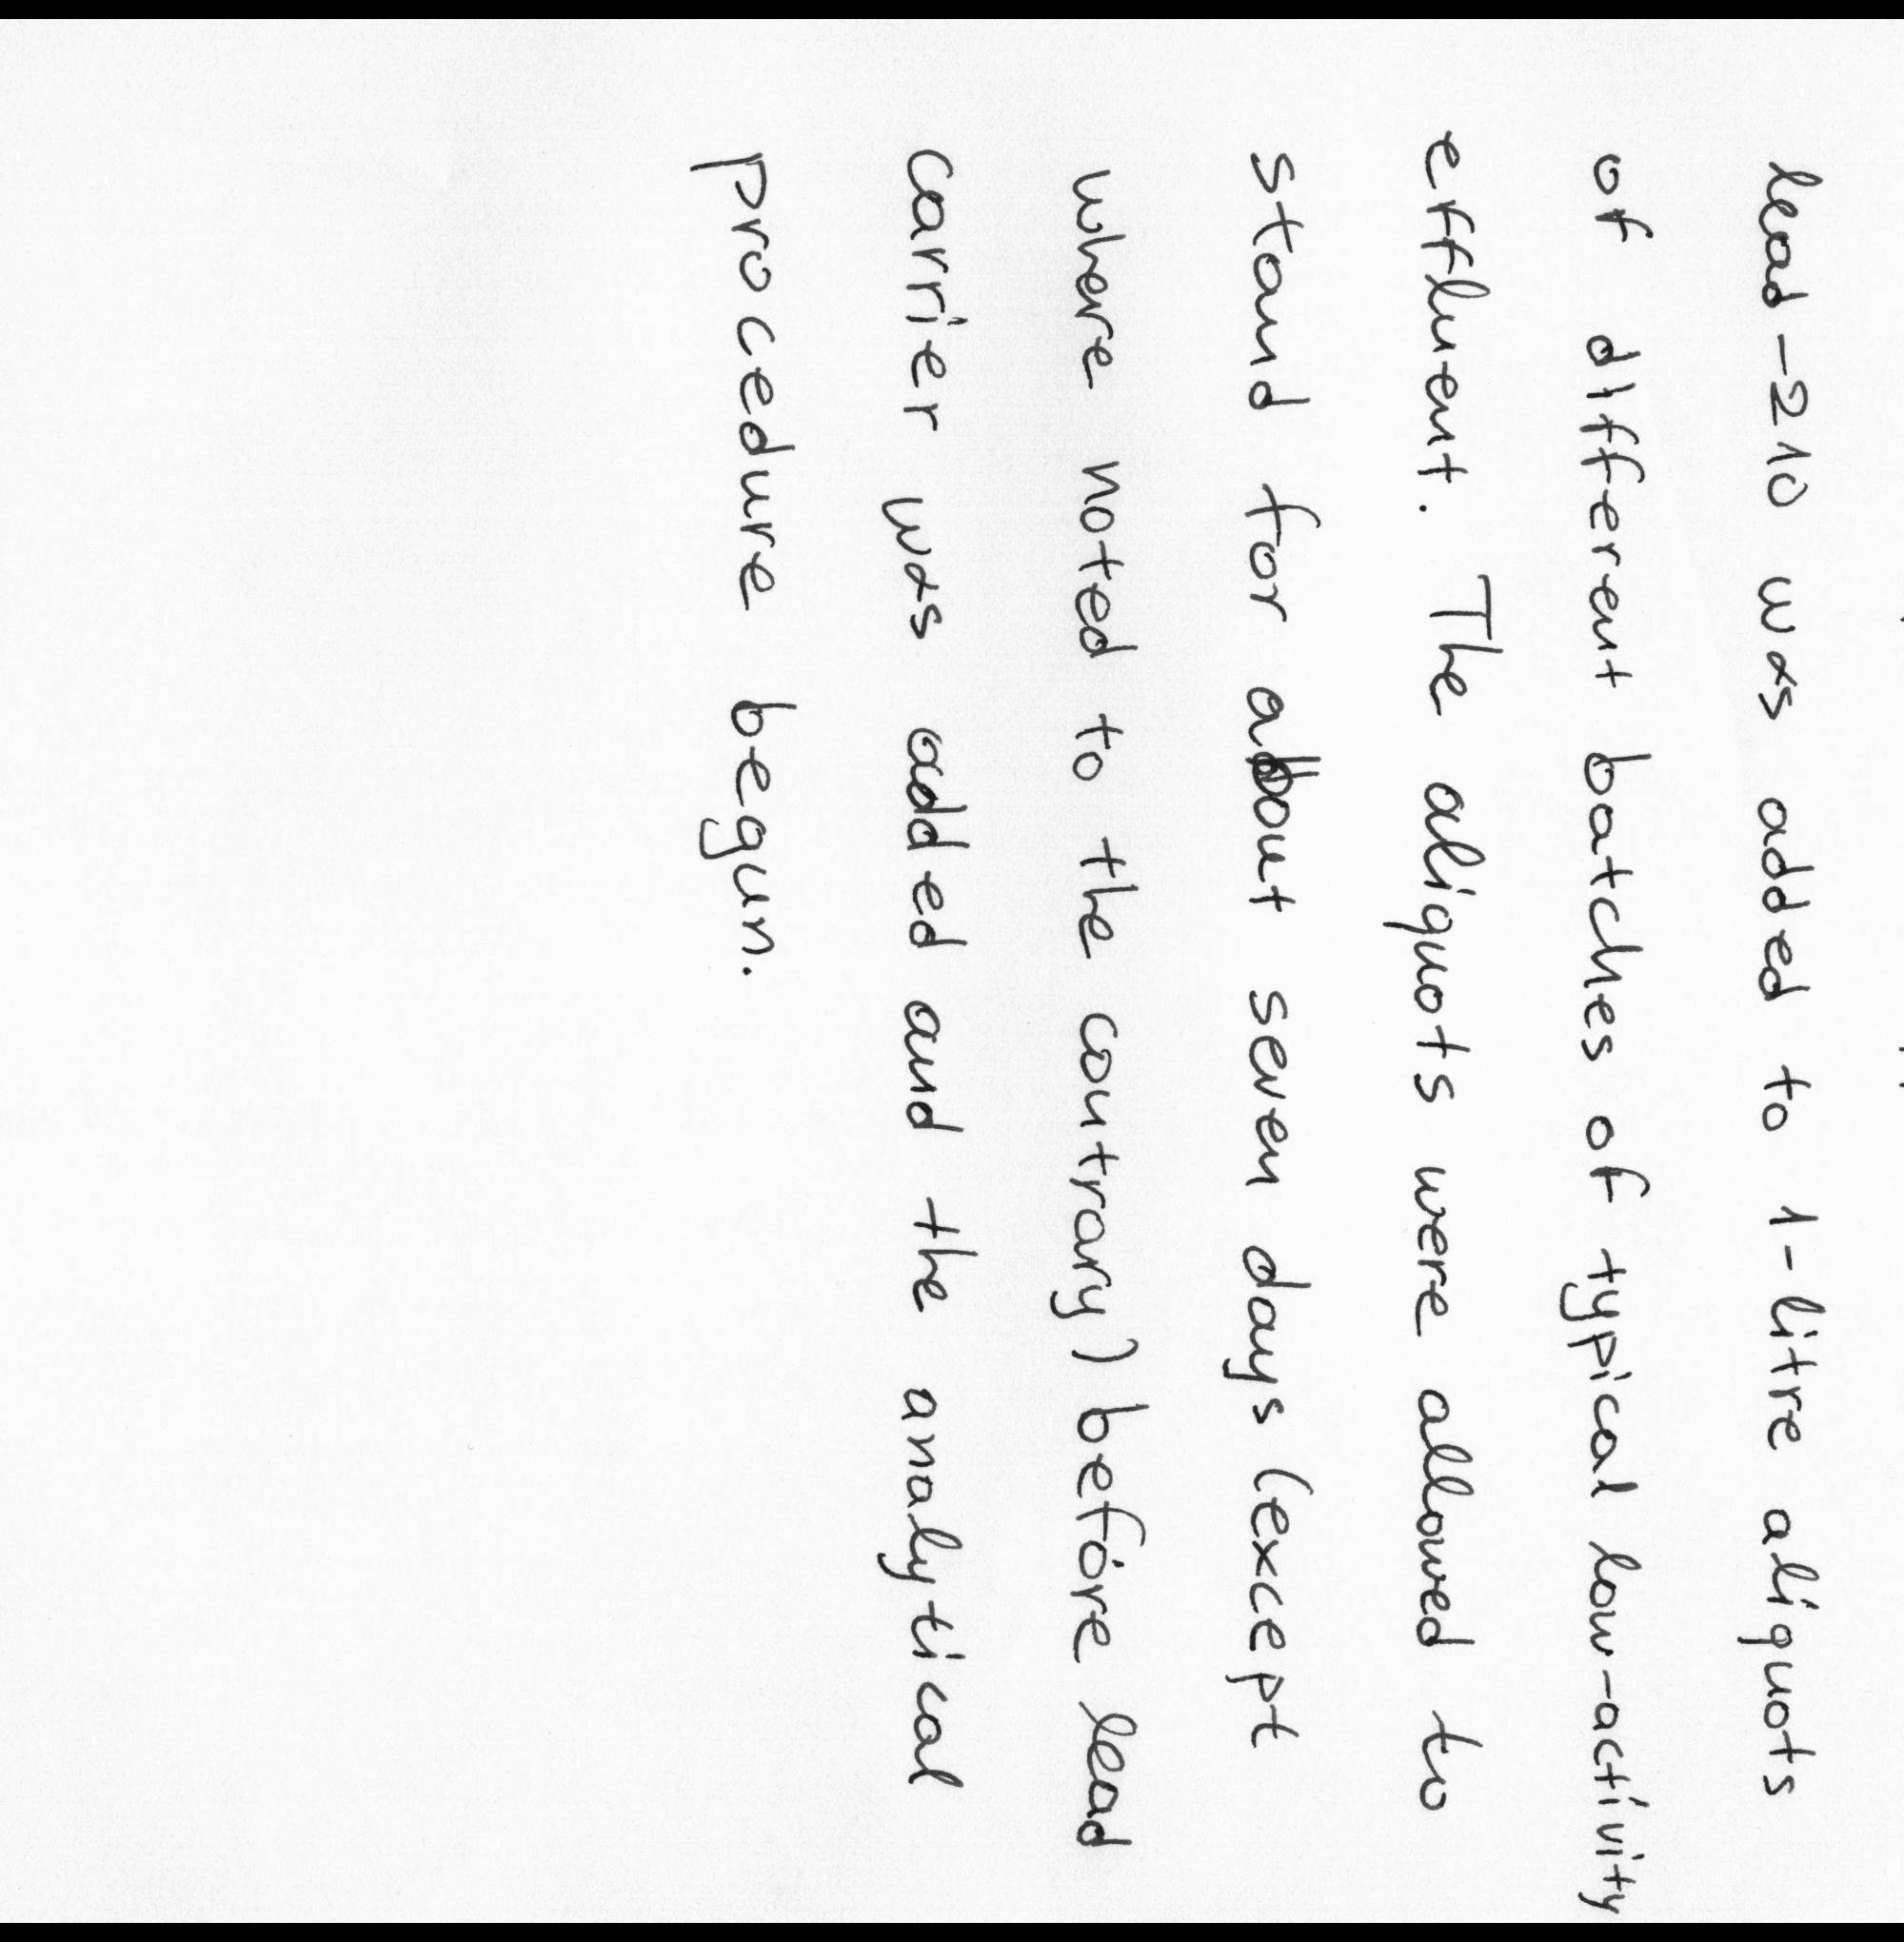 lead-210 was added to 1-litre aliquots
of different batches of typical low-activity
effluent. The aliquots were allowed to
stand for about seven days (except
where noted to the contrary) before lead
carrier was added and the analytical
procedure begun.